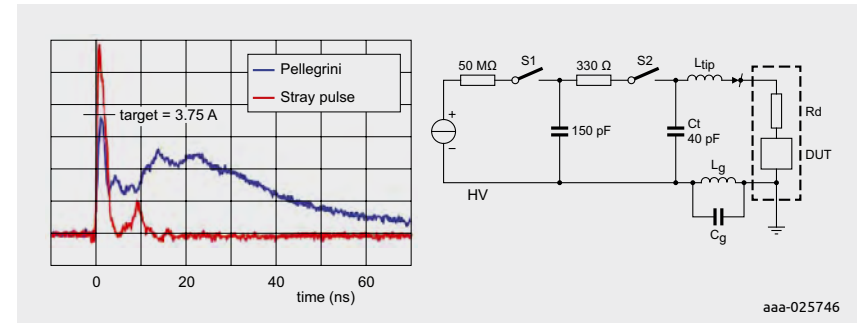 Pellegrini
Stray pulse
target = 3.75 A
0 20 40 60
time (ns)
50 MΩ S1 330 Ω S2 Ltip
+
−
150 pF
Ct
40 pF
Rd
DUT
Lg
HV
Cg
aaa-025746